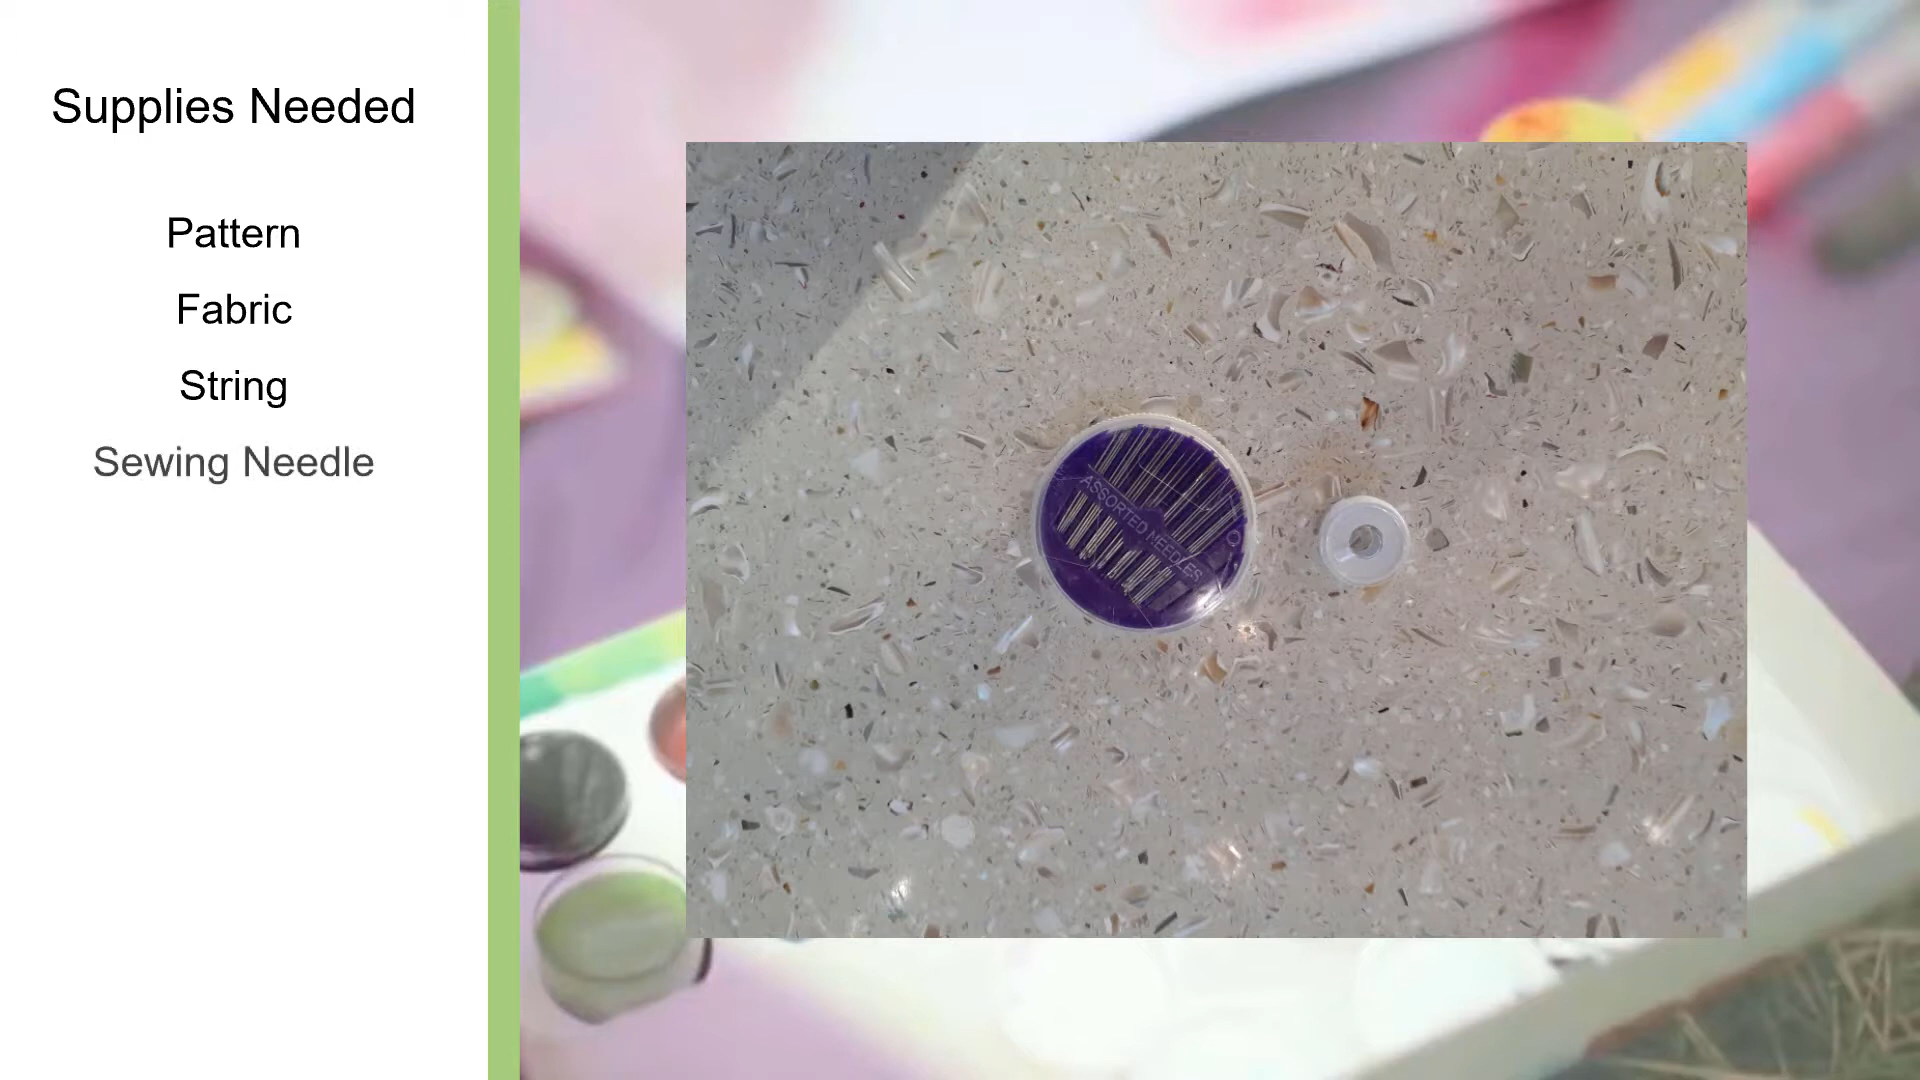 Supplies Needed
Pattern
Fabric
String
Sewing Needle
ASSORTED NEEDLES